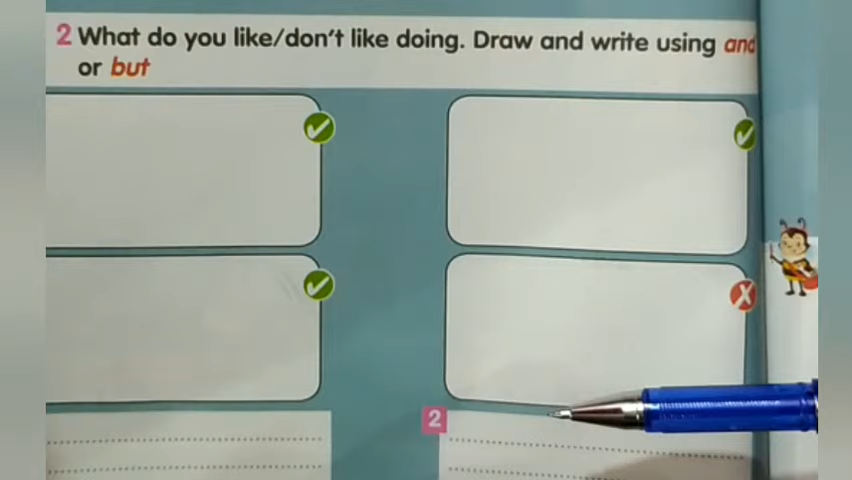 2 What do you like/don't like doing. Draw and write using and
or but
2